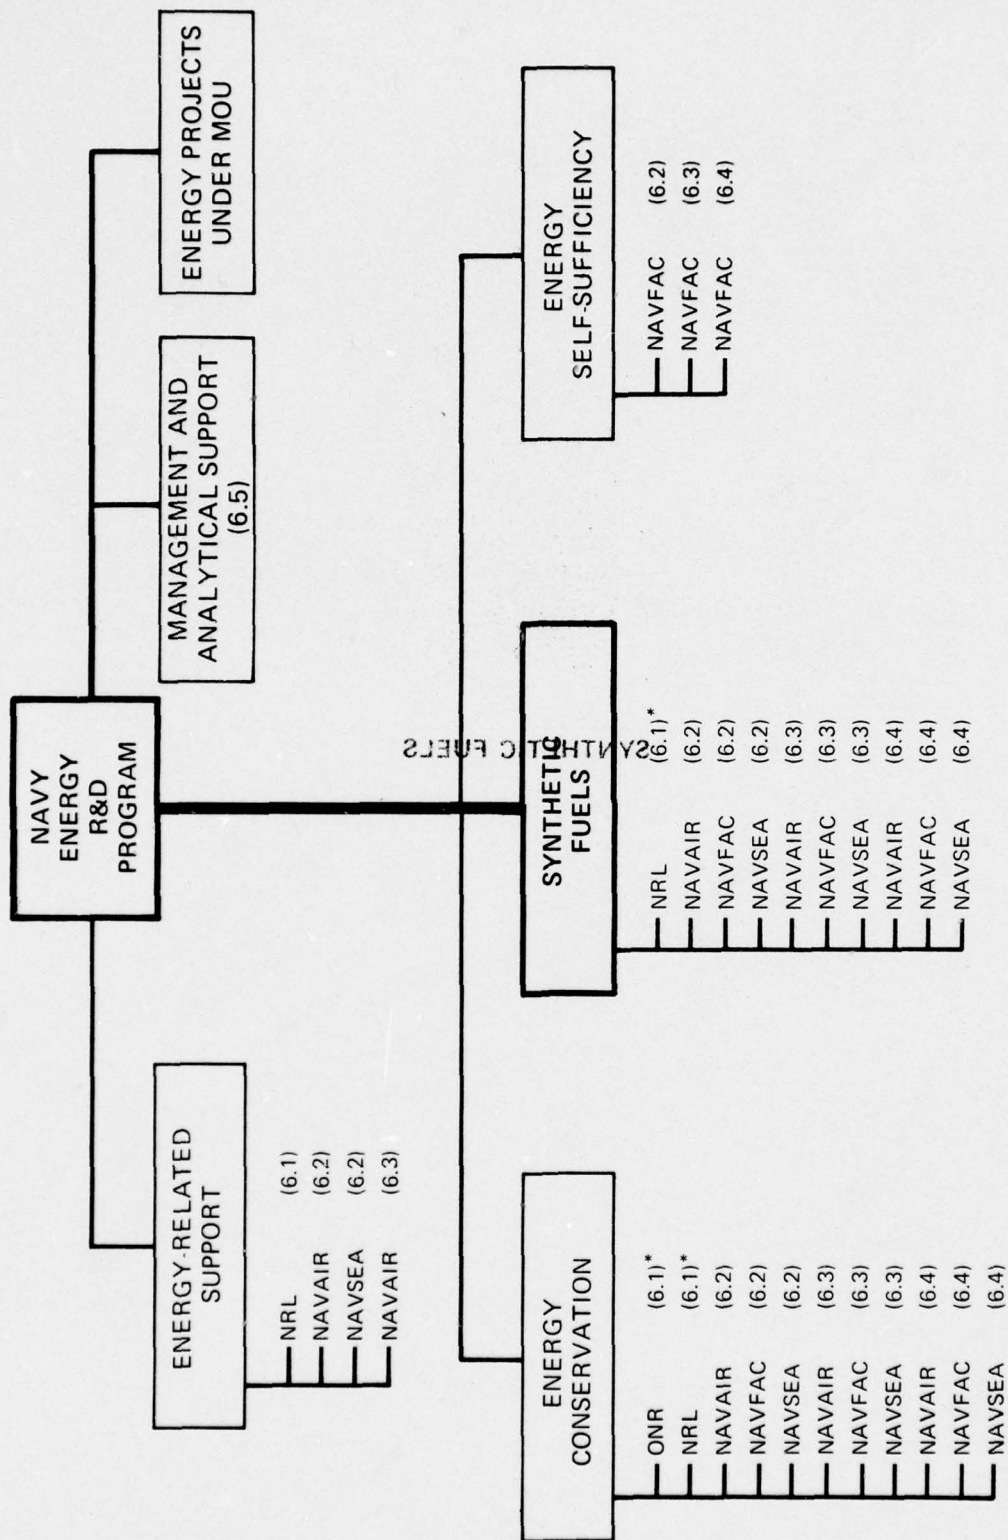 NAVY
ENERGY
R&D
PROGRAM
ENERGY-RELATED
SUPPORT
NRL (6.1)
NAVAIR (6.2)
NAVSEA (6.2)
NAVAIR (6.3)
MANAGEMENT AND
ANALYTICAL SUPPORT
(6.5)
ENERGY PROJECTS
UNDER MOU
ENERGY
CONSERVATION
ONR (6.1)*
NRL (6.1)*
NAVAIR (6.2)
NAVFAC (6.2)
NAVSEA (6.2)
NAVAIR (6.3)
NAVFAC (6.3)
NAVSEA (6.3)
NAVAIR (6.4)
NAVFAC (6.4)
NAVSEA (6.4)
SYNTHETIC
FUELS
NRL (6.1)*
NAVAIR (6.2)
NAVFAC (6.2)
NAVSEA (6.2)
NAVAIR (6.3)
NAVFAC (6.3)
NAVSEA (6.3)
NAVAIR (6.4)
NAVFAC (6.4)
NAVSEA (6.4)
ENERGY
SELF-SUFFICIENCY
NAVFAC (6.2)
NAVFAC (6.3)
NAVFAC (6.4)
SYNTHETIC FUELS